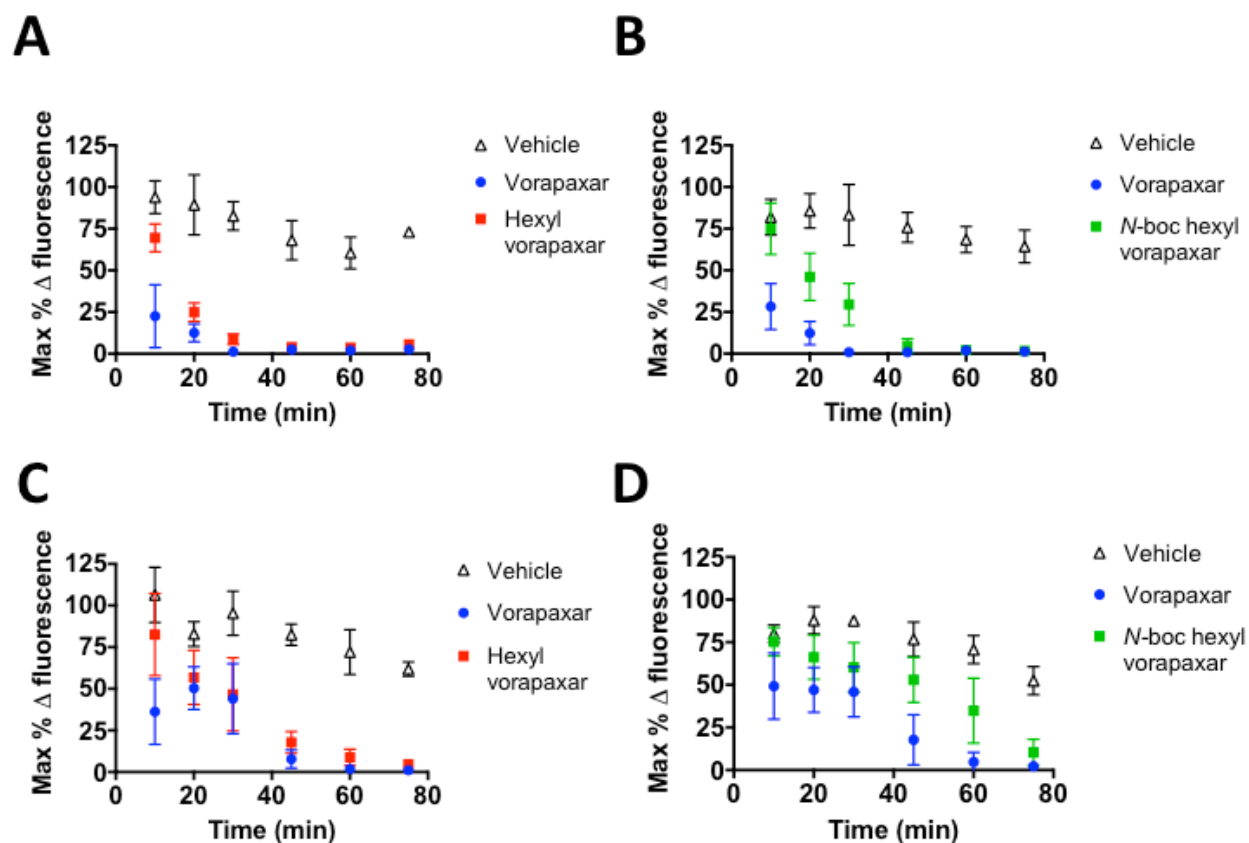 A
Max % Δ fluorescence
125
100
75
50
25
0
0 20 40 60 80
Time (min)
Vehicle
Vorapaxar
Hexyl
vorapaxar
B
Max % Δ fluorescence
125
100
75
50
25
0
0 20 40 60 80
Time (min)
Vehicle
Vorapaxar
N-boc hexyl
vorapaxar
C
Max % Δ fluorescence
125
100
75
50
25
0
0 20 40 60 80
Time (min)
Vehicle
Vorapaxar
Hexyl
vorapaxar
D
Max % Δ fluorescence
125
100
75
50
25
0
0 20 40 60 80
Time (min)
Vehicle
Vorapaxar
N-boc hexyl
vorapaxar